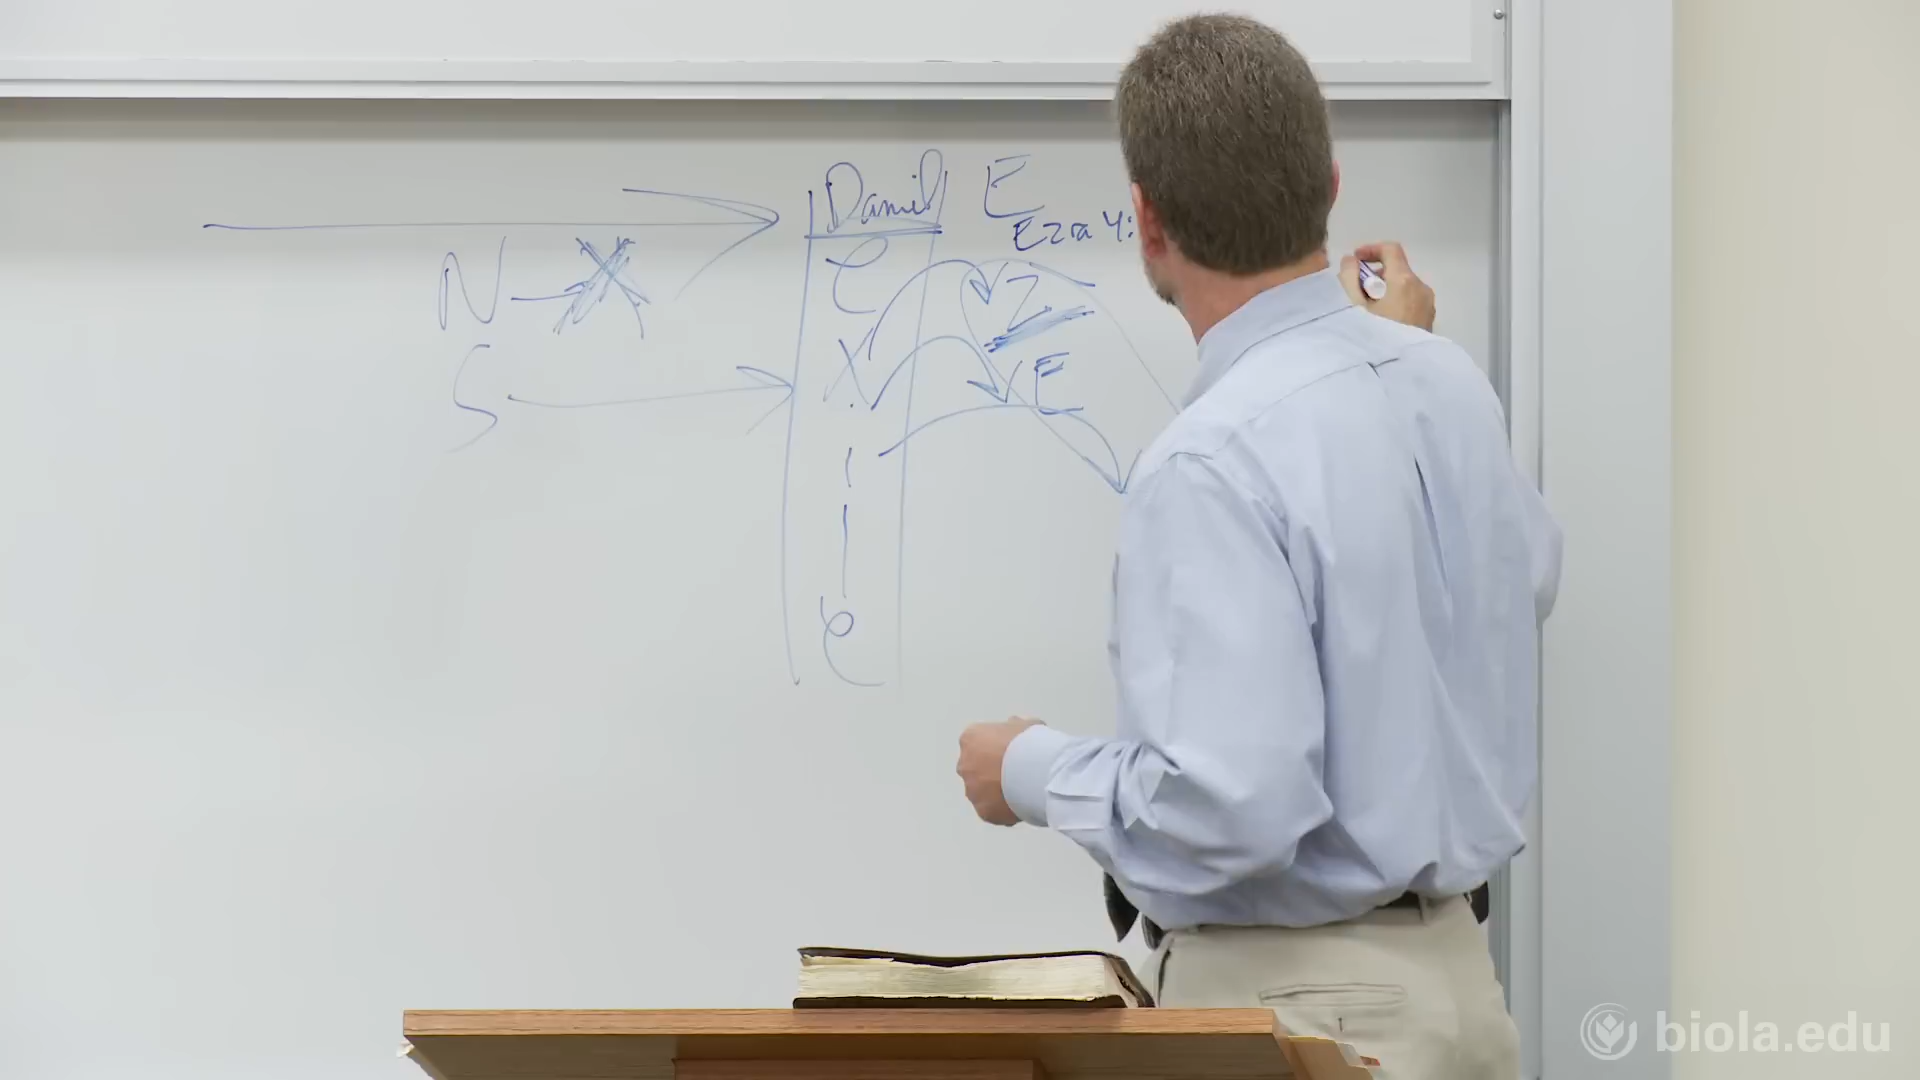 Daniel E
Ezra 4:
N X C Z
S X E
biola.edu